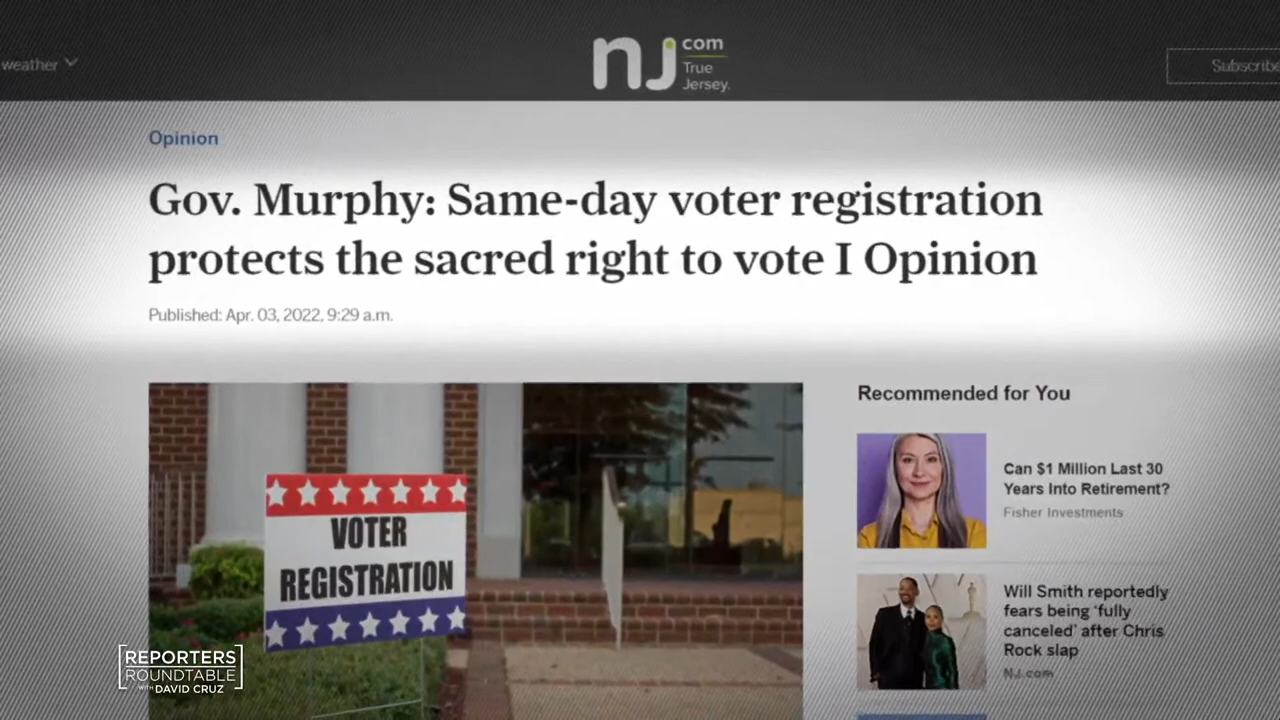 weather
nj
com
True
Jersey.
Subscribe
Opinion
Gov. Murphy: Same-day voter registration
protects the sacred right to vote I Opinion
Published: Apr. 03, 2022, 9:29 a.m.
VOTER
REGISTRATION
Recommended for You
Can $1 Million Last 30
Years Into Retirement?
Fisher Investments
Will Smith reportedly
fears being ‘fully
canceled’ after Chris
Rock slap
NJ.com
REPORTERS
ROUNDTABLE
WITH DAVID CRUZ